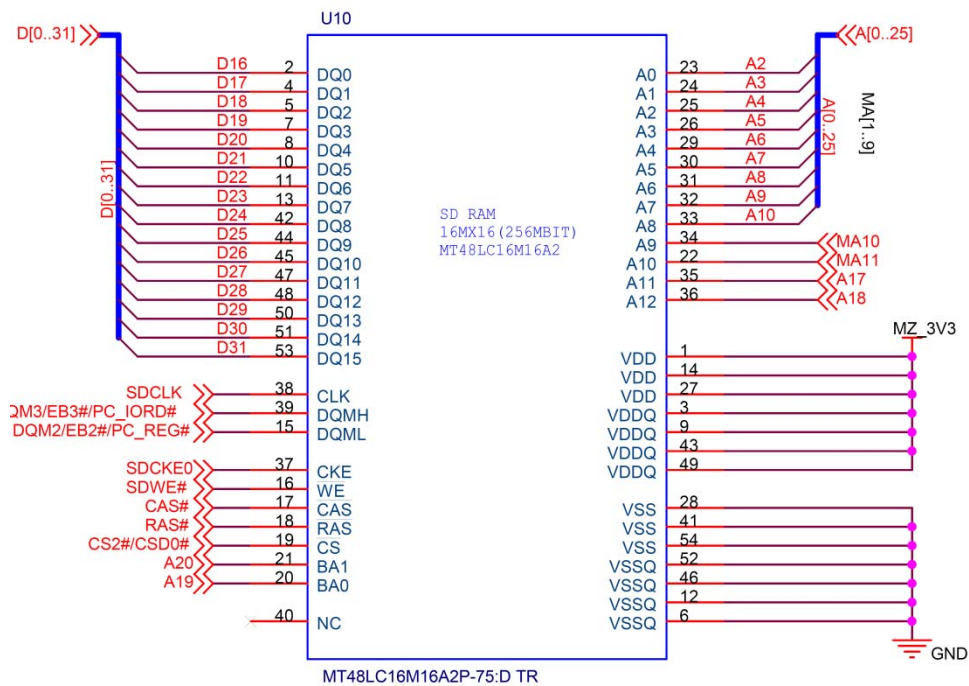 U10
D[0..31]
A[0..25]
D16 2 DQ0 A0 23 A2
D17 4 DQ1 A1 24 A3
D18 5 DQ2 A2 25 A4
D19 7 DQ3 A3 26 A5
D20 8 DQ4 A4 29 A6
D21 10 DQ5 A5 30 A7
D22 11 DQ6 A6 31 A8
D23 13 DQ7 A7 32 A9
D24 42 DQ8 A8 33 A10
D25 44 DQ9 A9 34 MA10
D26 45 DQ10 A10 22 MA11
D27 47 DQ11 A11 35 A17
D28 48 DQ12 A12 36 A18
D29 50 DQ13
D30 51 DQ14
D31 53 DQ15
D[0..31]
A[0..25]
MA[1..9]
SD RAM
16MX16(256MBIT)
MT48LC16M16A2
MZ_3V3
VDD 1
VDD 14
VDD 27
VDDQ 3
VDDQ 9
VDDQ 43
VDDQ 49
SDCLK 38 CLK
QM3/EB3#/PC_IORD# 39 DQMH
DQM2/EB2#/PC_REG# 15 DQML
SDCKE0 37 CKE
SDWE# 16 WE
CAS# 17 CAS
RAS# 18 RAS
CS2#/CSD0# 19 CS
A20 21 BA1
A19 20 BA0
40 NC
VSS 28
VSS 41
VSS 54
VSSQ 52
VSSQ 46
VSSQ 12
VSSQ 6
GND
MT48LC16M16A2P-75:D TR